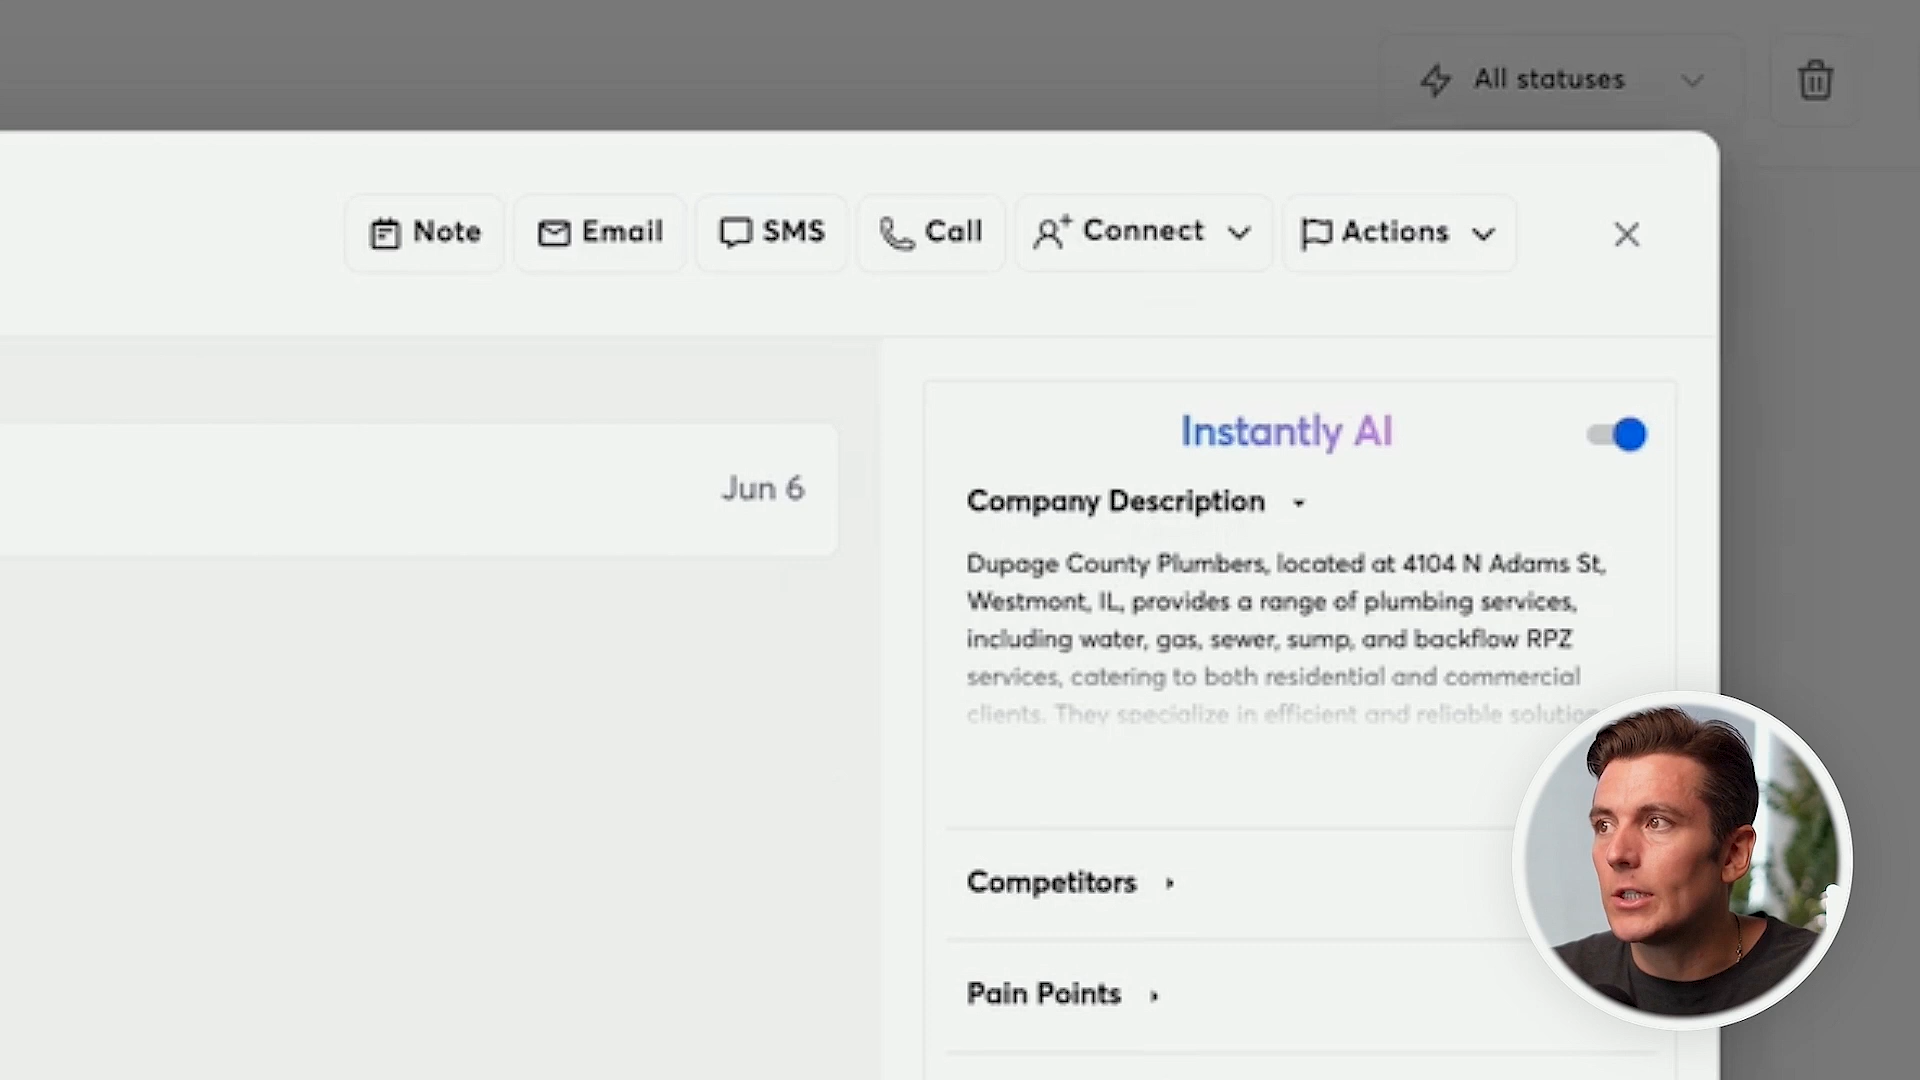 All statuses
Note
Email
SMS
Call
Connect
Actions
Jun 6
Instantly AI
Company Description
Dupage County Plumbers, located at 4104 N Adams St,
Westmont, IL, provides a range of plumbing services,
including water, gas, sewer, sump, and backflow RPZ
services, catering to both residential and commercial
clients. They specialize in efficient and reliable
Competitors
Pain Points